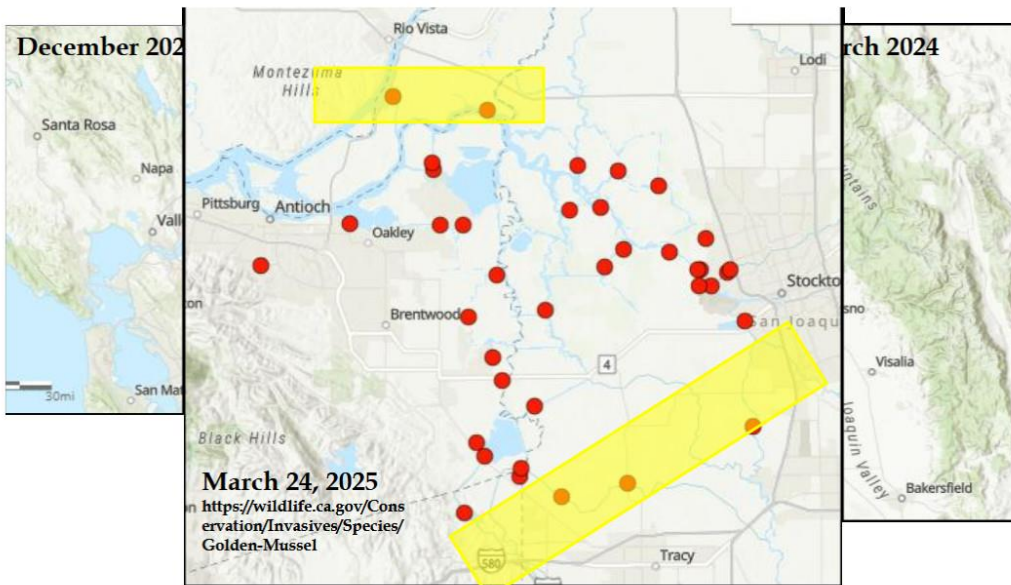 December 202
rch 2024
Rio Vista
Lodi
Montezuma
Hills
Santa Rosa
Napa
Vall
Pittsburg
Antioch
Oakley
Stockto
San Joaqu
Brentwood
4
30mi
San Mat
Visalia
Black Hills
March 24, 2025
https://wildlife.ca.gov/Cons
ervation/Invasives/Species/
Golden-Mussel
580
Tracy
Joaquin Valley
Bakersfield